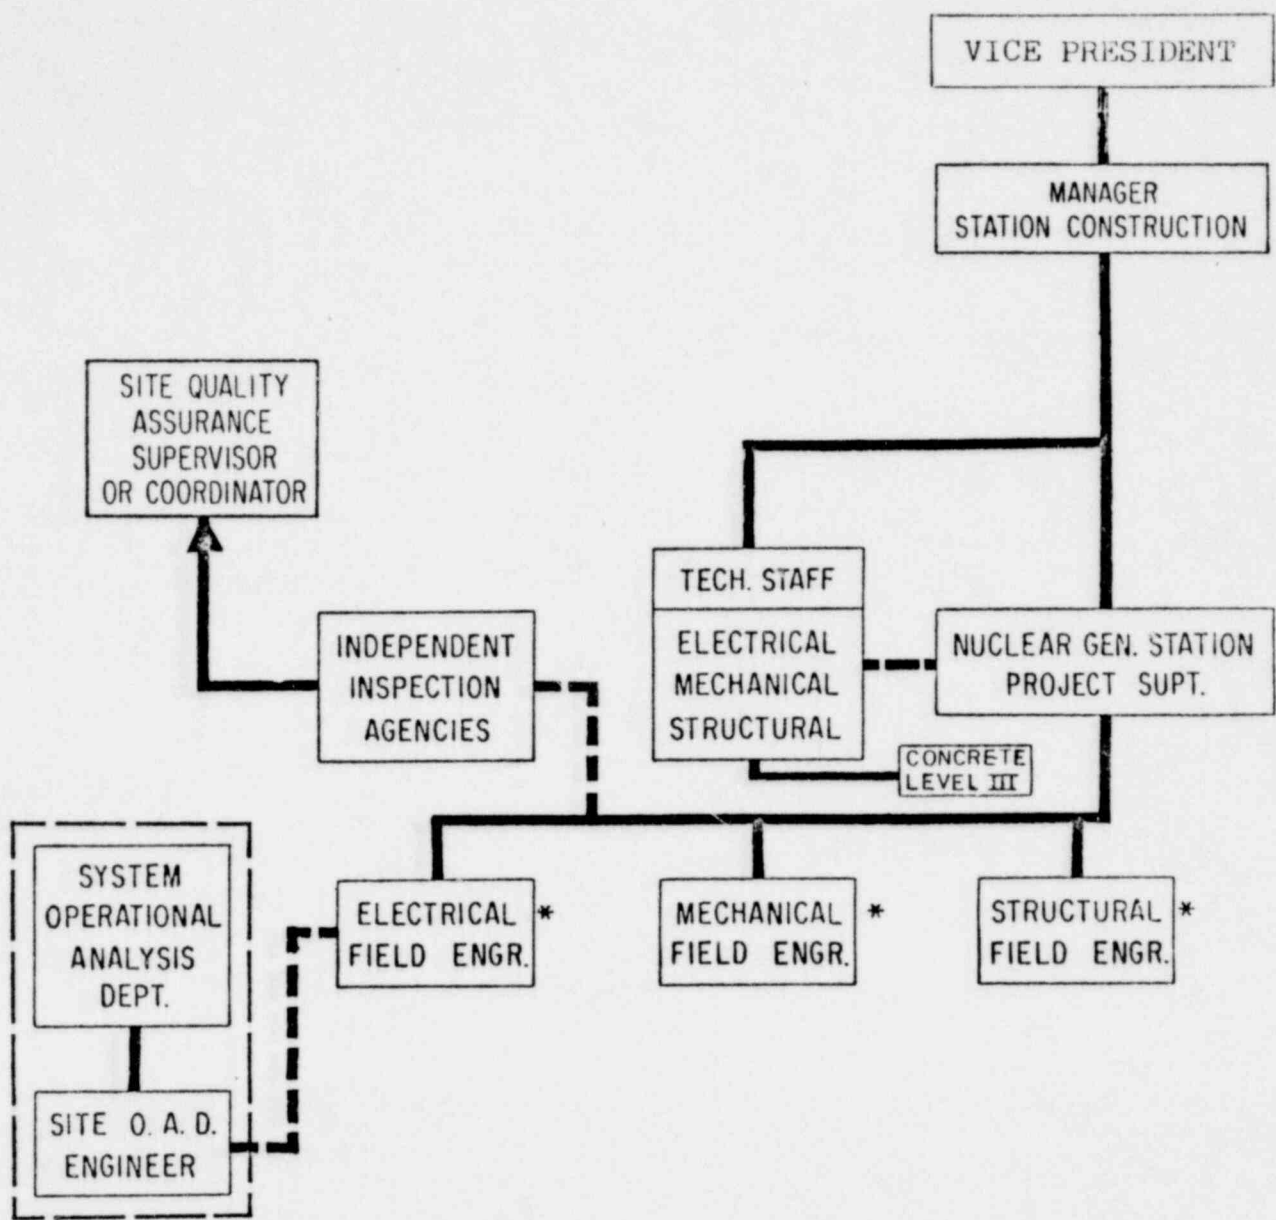 VICE PRESIDENT
MANAGER
STATION CONSTRUCTION
SITE QUALITY
ASSURANCE
SUPERVISOR
OR COORDINATOR
TECH. STAFF
ELECTRICAL
MECHANICAL
STRUCTURAL
INDEPENDENT
INSPECTION
AGENCIES
NUCLEAR GEN. STATION
PROJECT SUPT.
CONCRETE
LEVEL III
SYSTEM
OPERATIONAL
ANALYSIS
DEPT.
ELECTRICAL *
FIELD ENGR.
MECHANICAL *
FIELD ENGR.
STRUCTURAL *
FIELD ENGR.
SITE O. A. D.
ENGINEER